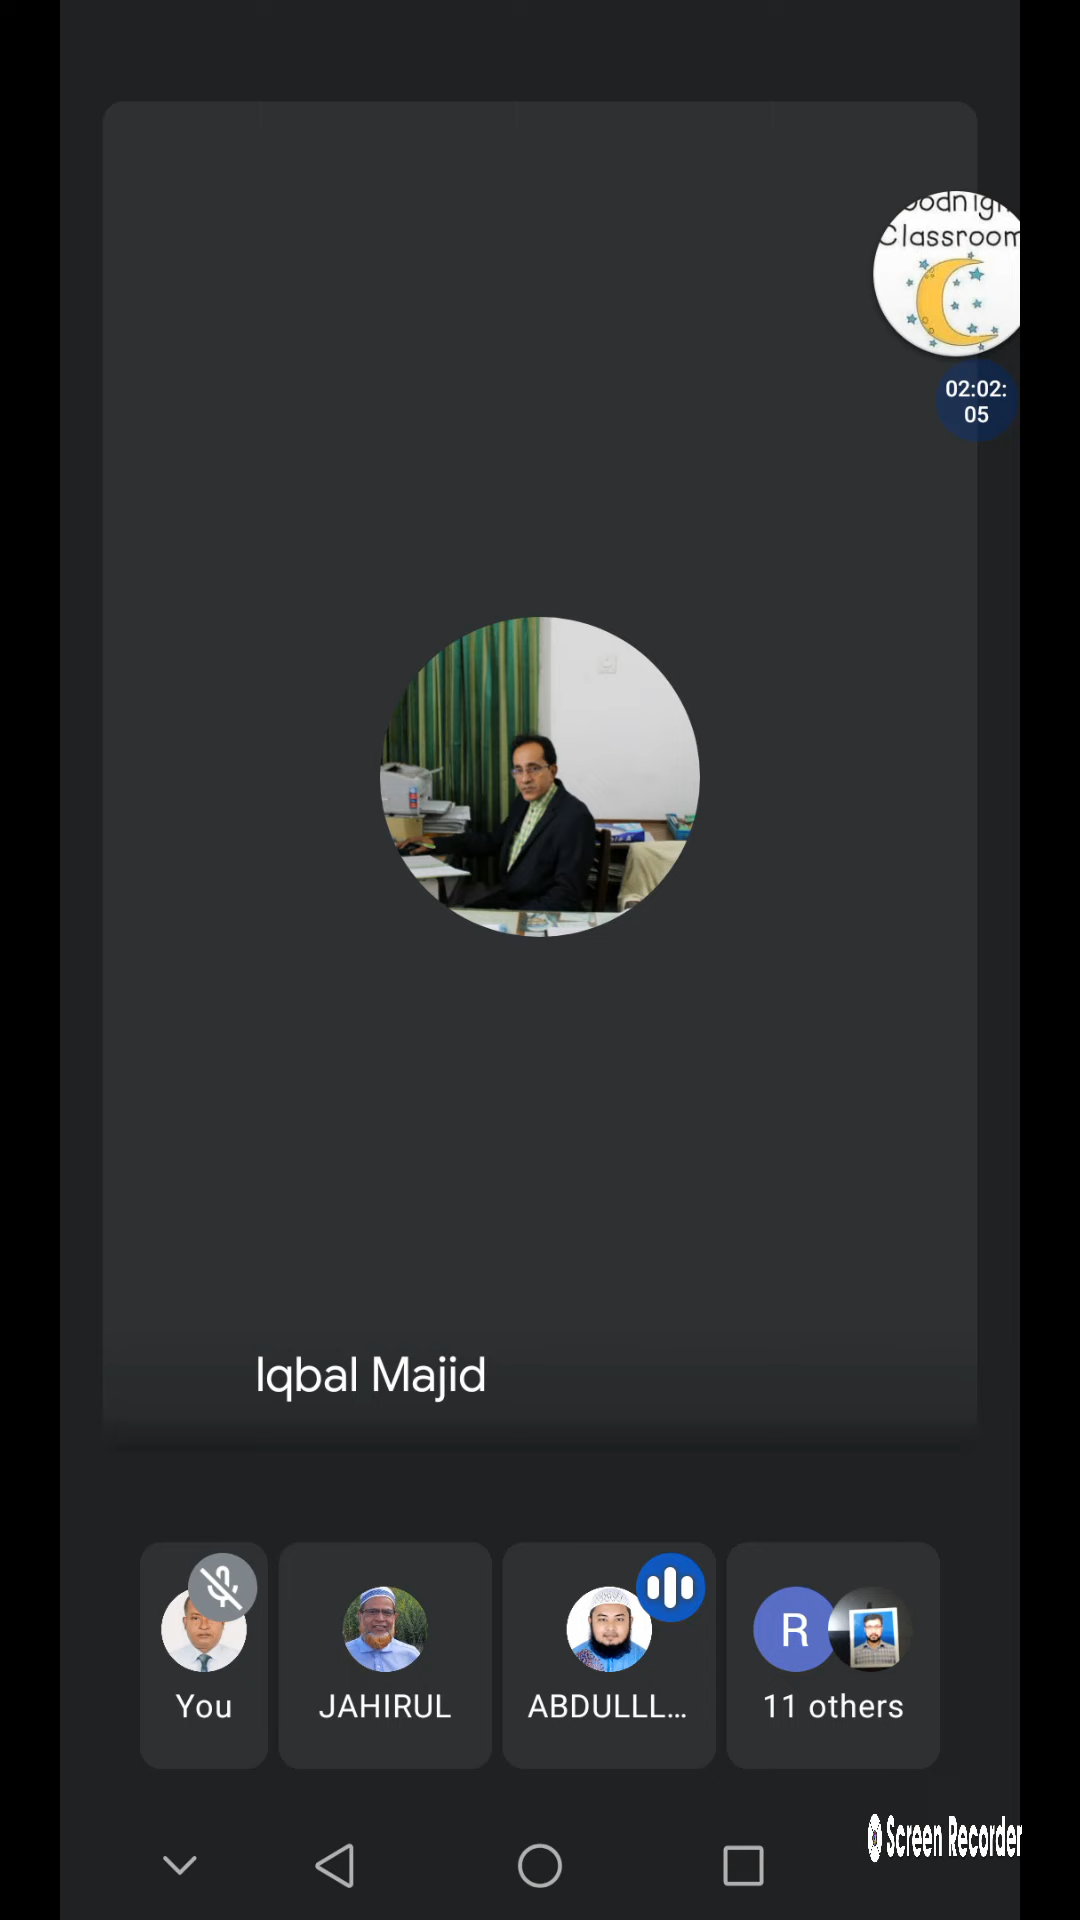 Classroom
02:02:
05
Iqbal Majid
You
JAHIRUL
ABDULLL...
R
11 others
Screen Recorder